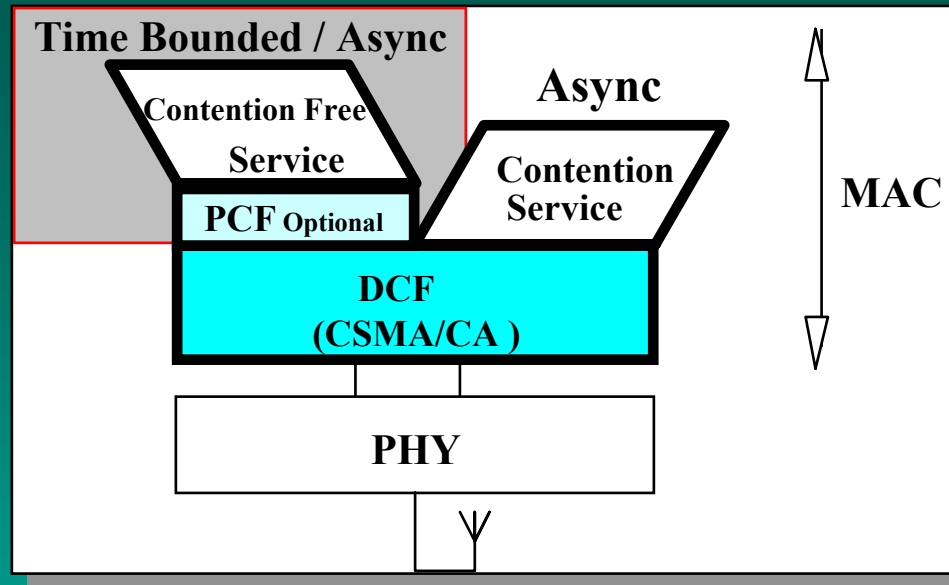 Time Bounded / Async
Contention Free
Service
Async
Contention
Service
MAC
PCF Optional
DCF
(CSMA/CA )
PHY